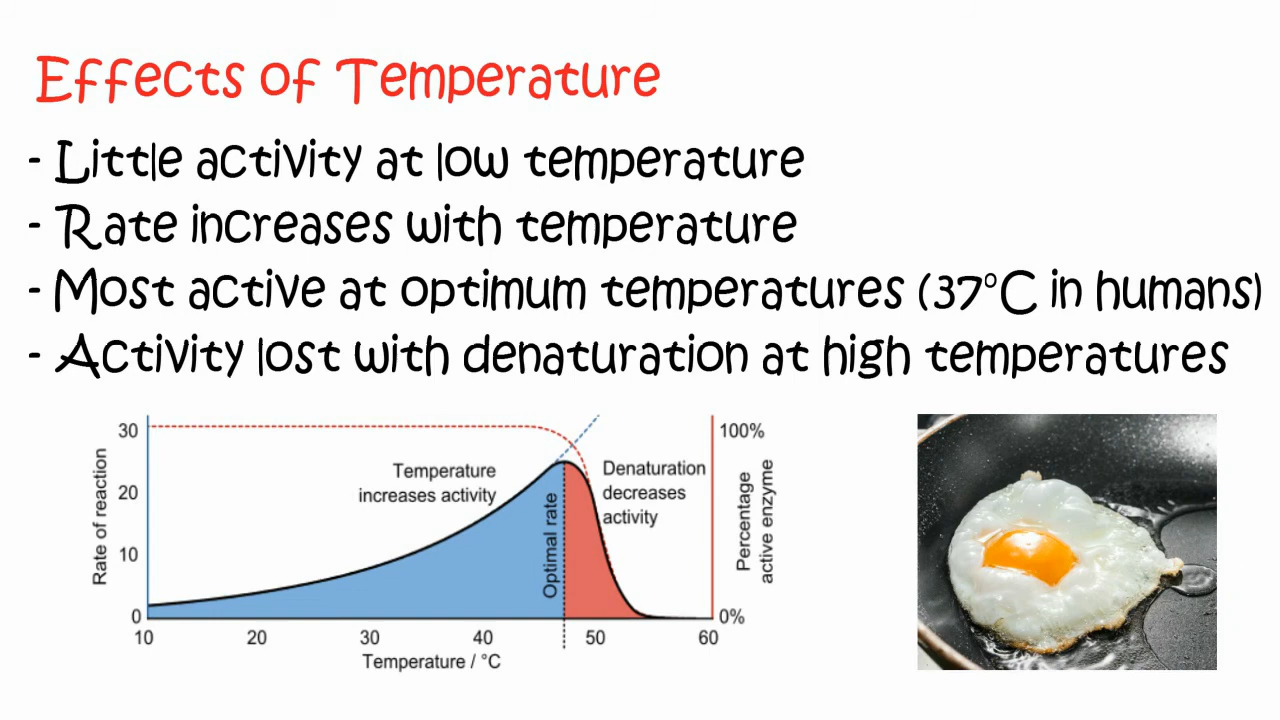 Effects of Temperature
- Little activity at low temperature
- Rate increases with temperature
- Most active at optimum temperatures (37°C in humans)
- Activity lost with denaturation at high temperatures
30
20
10
0
Rate of reaction
Temperature
increases activity
Optimal rate
Denaturation
decreases
activity
100%
0%
Percentage
active enzyme
10 20 30 40 50 60
Temperature / °C